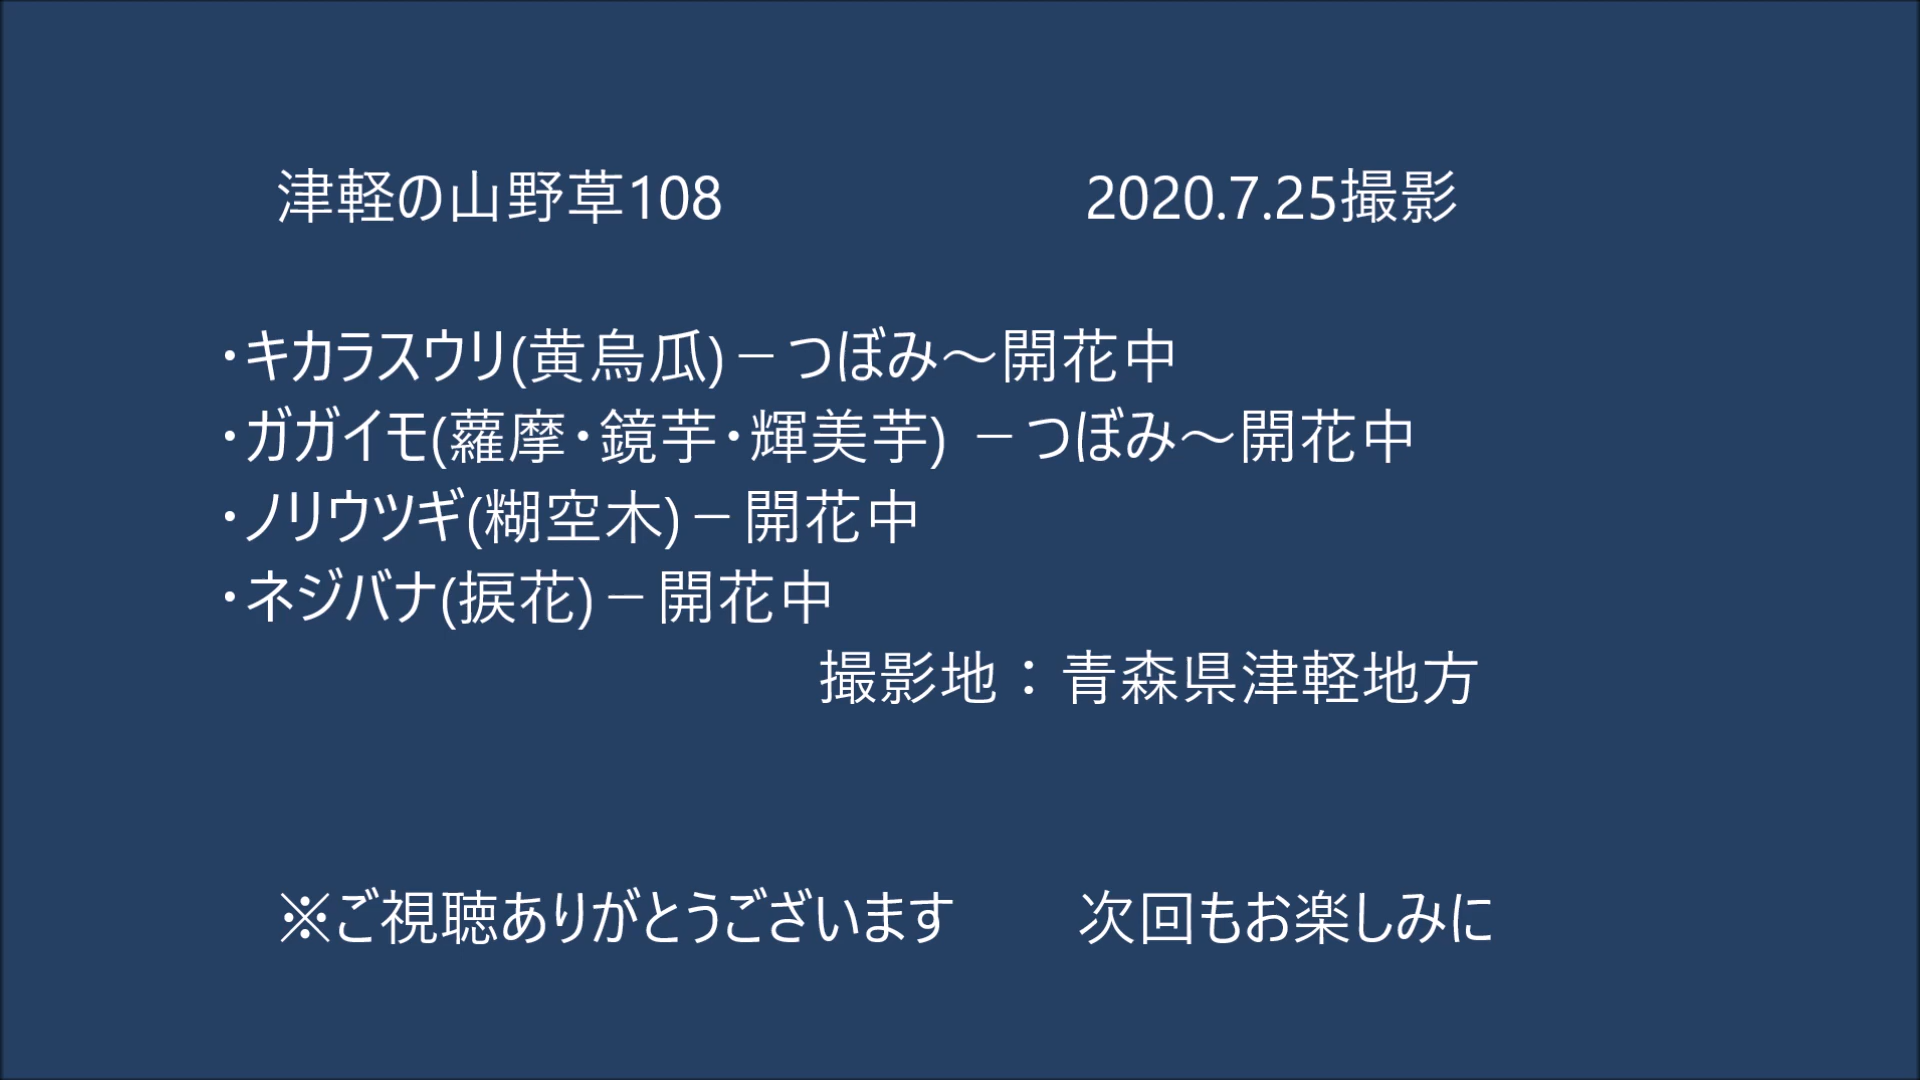 津軽の山野草108　2020.7.25撮影
・キカラスウリ(黄烏瓜)－つぼみ～開花中
・ガガイモ(蘿摩・鏡芋・輝美芋) －つぼみ～開花中
・ノリウツギ(糊空木)－開花中
・ネジバナ(捩花)－開花中
撮影地：青森県津軽地方
※ご視聴ありがとうございます　次回もお楽しみに